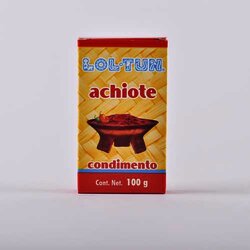 LOL-TUN
achiote
condimento
Cont. Net. 100 g